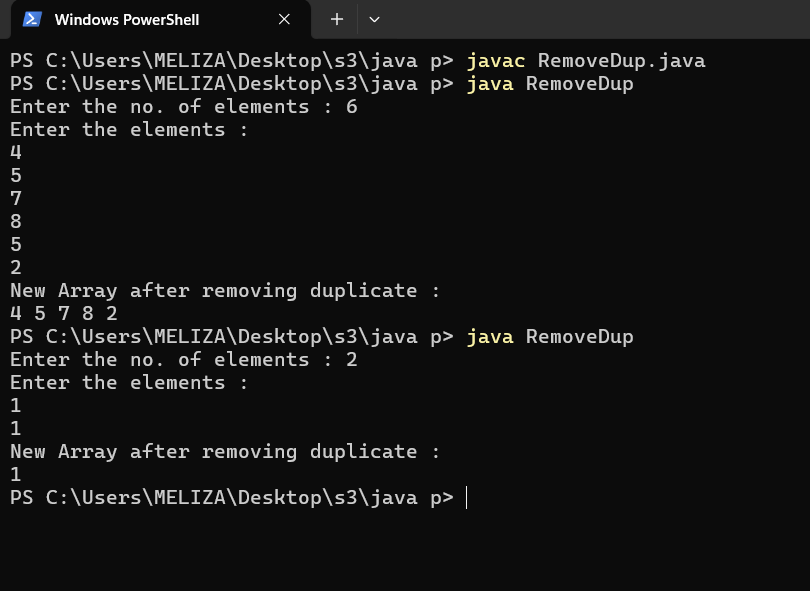 Windows PowerShell
PS C:\Users\MELIZA\Desktop\s3\java p> javac RemoveDup.java
PS C:\Users\MELIZA\Desktop\s3\java p> java RemoveDup
Enter the no. of elements : 6
Enter the elements :
4
5
7
8
5
2
New Array after removing duplicate :
4 5 7 8 2
PS C:\Users\MELIZA\Desktop\s3\java p> java RemoveDup
Enter the no. of elements : 2
Enter the elements :
1
1
New Array after removing duplicate :
1
PS C:\Users\MELIZA\Desktop\s3\java p>